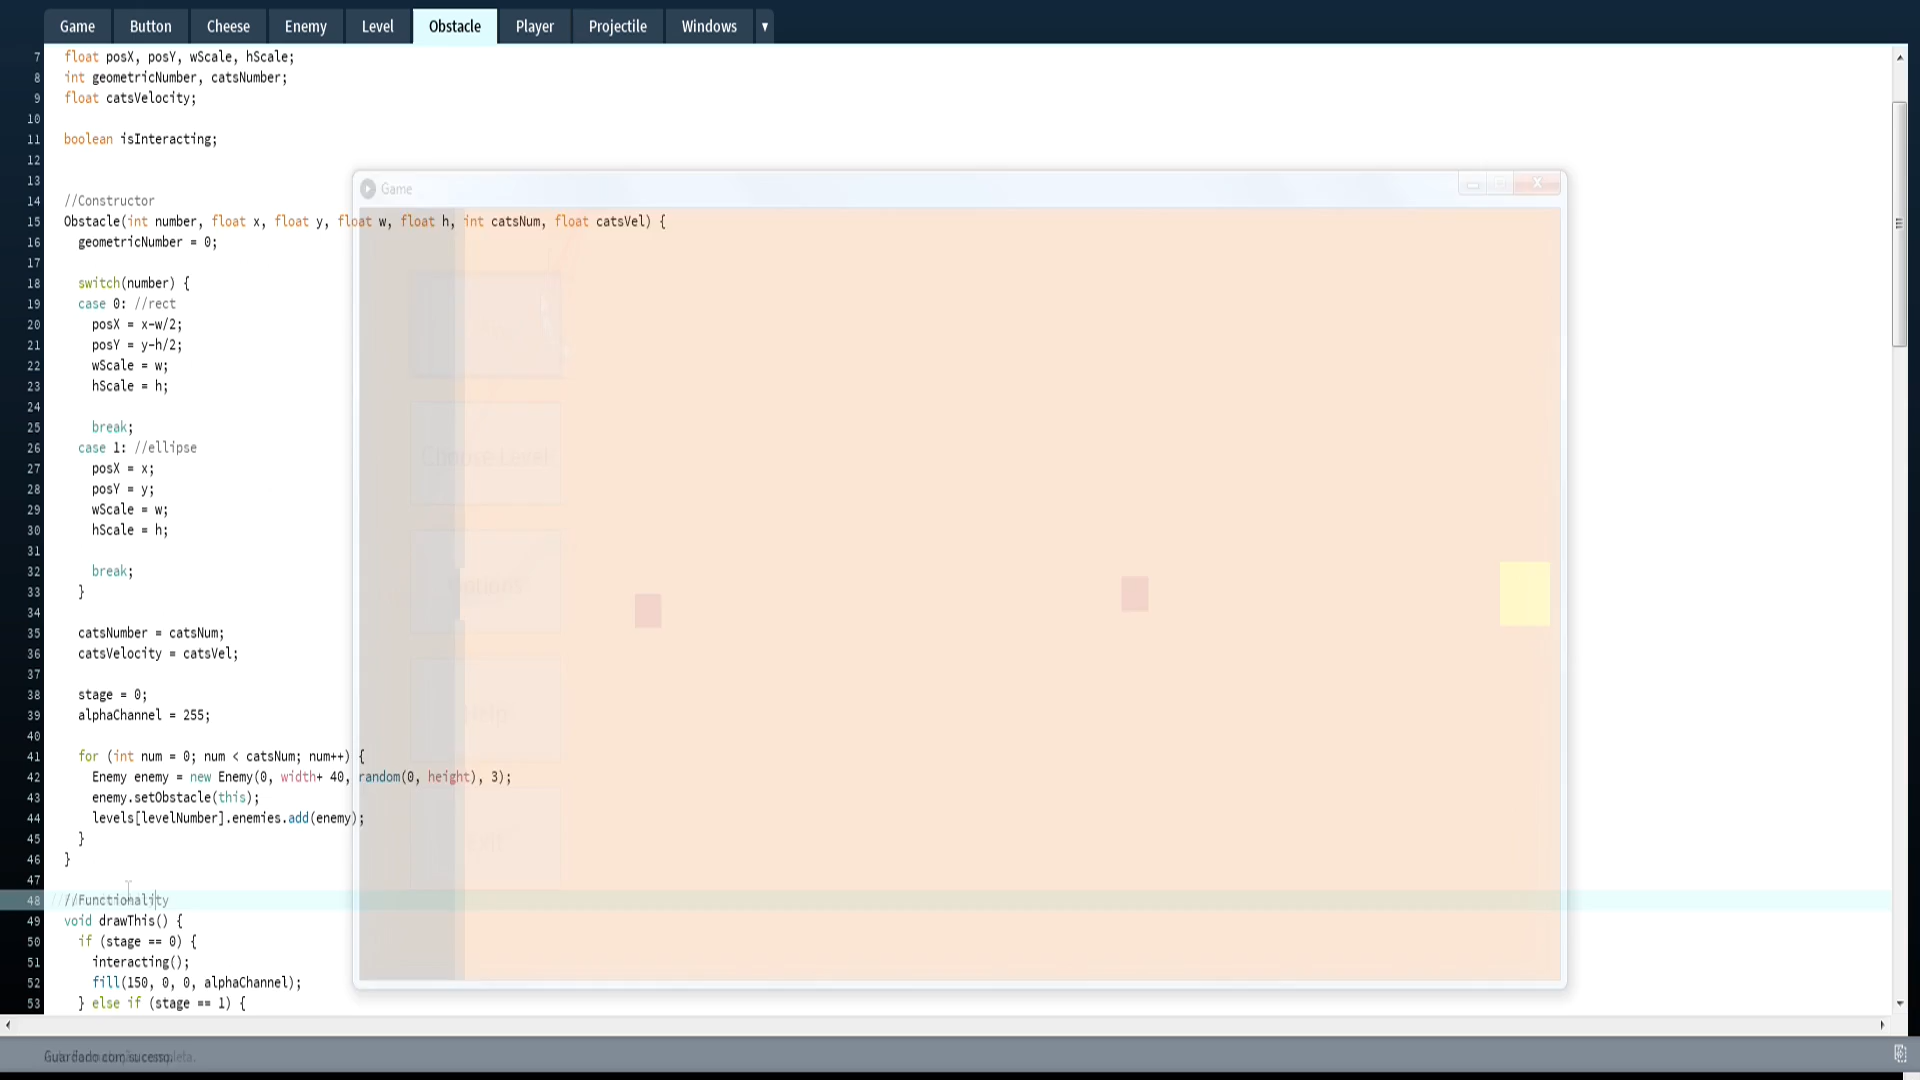 Game Button Cheese Enemy Level Obstacle Player Projectile Windows
7 float posX, posY, wScale, hScale;
8 int geometricNumber, catsNumber;
9 float catsVelocity;
10
11 boolean isInteracting;
12
13
14 //Constructor
15 Obstacle(int number, float x, float y, float w, float h, int catsNum, float catsVel) {
16 geometricNumber = 0;
17
18 switch(number) {
19 case 0: //rect
20 posX = x-w/2;
21 posY = y-h/2;
22 wScale = w;
23 hScale = h;
24
25 break;
26 case 1: //ellipse
27 posX = x;
28 posY = y;
29 wScale = w;
30 hScale = h;
31
32 break;
33 }
34
35 catsNumber = catsNum;
36 catsVelocity = catsVel;
37
38 stage = 0;
39 alphaChannel = 255;
40
41 for (int num = 0; num < catsNum; num++) {
42 Enemy enemy = new Enemy(0, width+ 40, random(0, height), 3);
43 enemy.setObstacle(this);
44 levels[levelNumber].enemies.add(enemy);
45 }
46 }
47
48 //Functionality
49 void drawThis() {
50 if (stage == 0) {
51 interacting();
52 fill(150, 0, 0, alphaChannel);
53 } else if (stage == 1) {
Game
Choose Level
Options
Help
Exit
Guardado com sucesso.